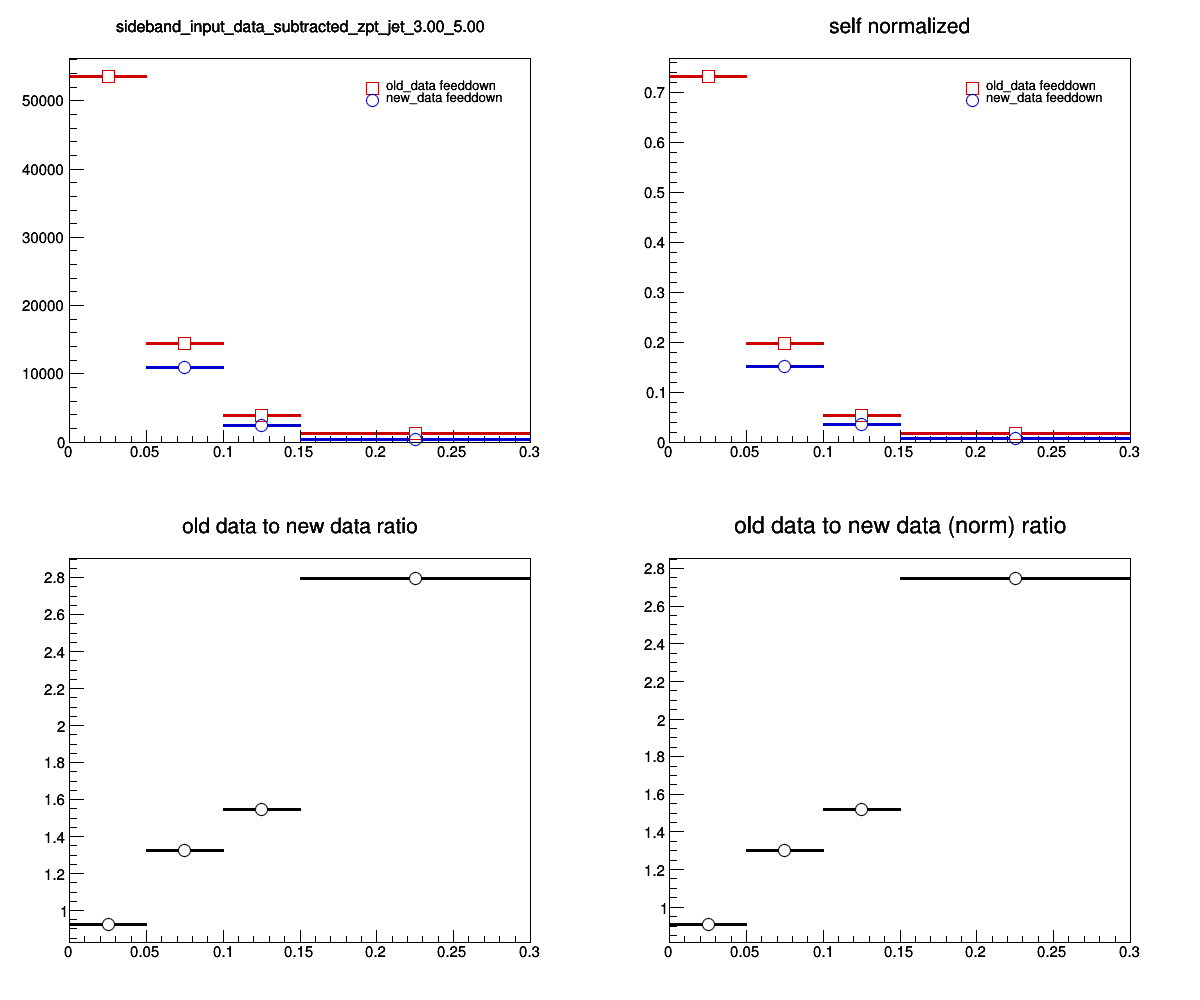 sideband_input_data_subtracted_zpt_jet_3.00_5.00
old_data feeddown
new_data feeddown
50000
40000
30000
20000
10000
0
0 0.05 0.1 0.15 0.2 0.25 0.3
self normalized
old_data feeddown
new_data feeddown
0.7
0.6
0.5
0.4
0.3
0.2
0.1
0
0 0.05 0.1 0.15 0.2 0.25 0.3
old data to new data ratio
2.8
2.6
2.4
2.2
2
1.8
1.6
1.4
1.2
1
0 0.05 0.1 0.15 0.2 0.25 0.3
old data to new data (norm) ratio
2.8
2.6
2.4
2.2
2
1.8
1.6
1.4
1.2
1
0 0.05 0.1 0.15 0.2 0.25 0.3